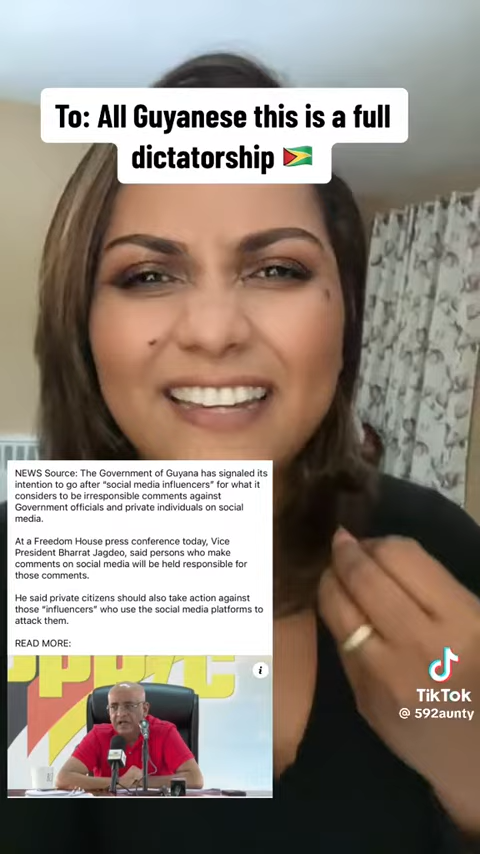 To: All Guyanese this is a full
dictatorship 🇬🇾
NEWS Source: The Government of Guyana has signaled its
intention to go after “social media influencers” for what it
considers to be irresponsible comments against
Government officials and private individuals on social
media.
At a Freedom House press conference today, Vice
President Bharrat Jagdeo, said persons who make
comments on social media will be held responsible for
those comments.
He said private citizens should also take action against
those “influencers” who use the social media platforms to
attack them.
READ MORE:
ppp/c
i
TikTok
@ 592aunty